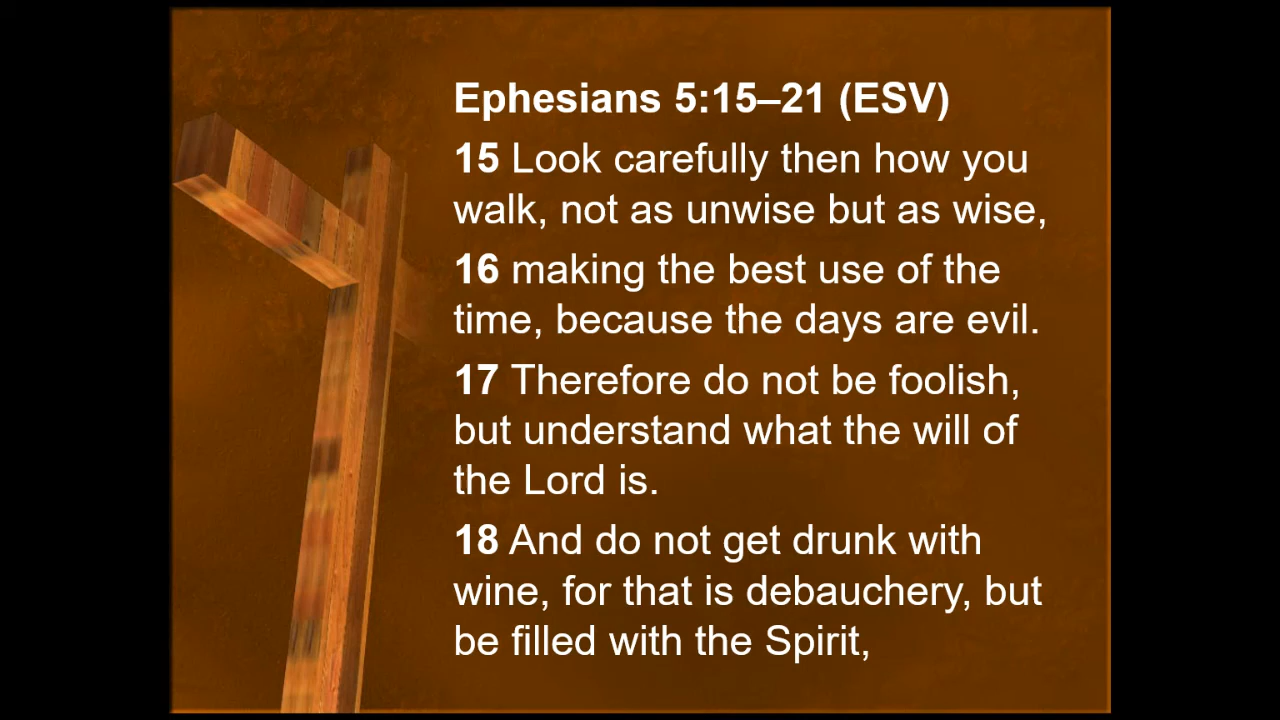 Ephesians 5:15–21 (ESV)
15 Look carefully then how you
walk, not as unwise but as wise,
16 making the best use of the
time, because the days are evil.
17 Therefore do not be foolish,
but understand what the will of
the Lord is.
18 And do not get drunk with
wine, for that is debauchery, but
be filled with the Spirit,